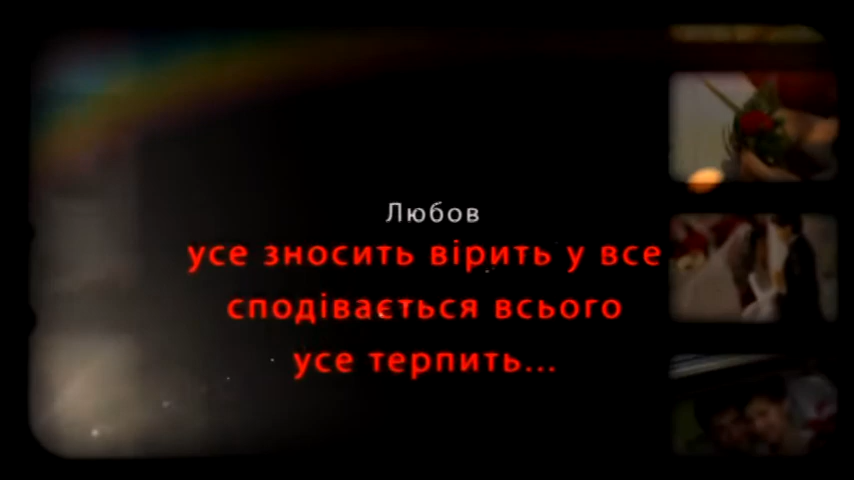 Любов
усе зносить вірить у все
сподівається всього
усе терпить...